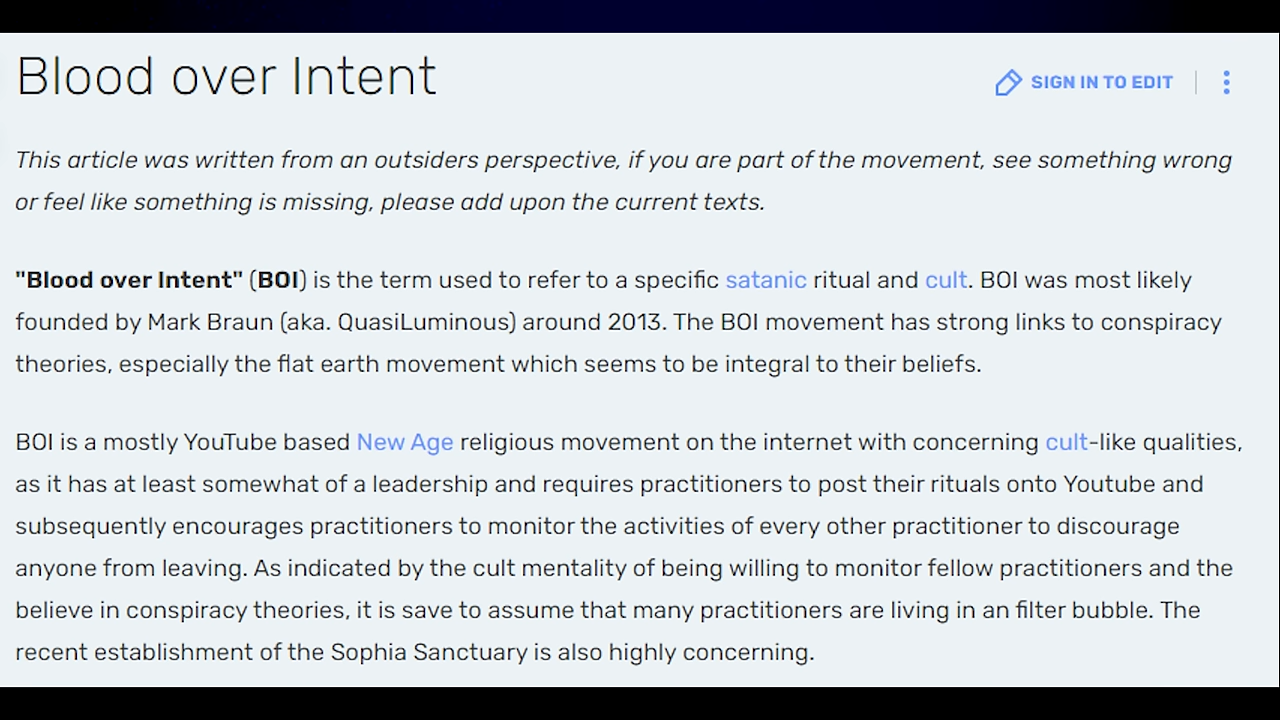 Blood over Intent
SIGN IN TO EDIT
This article was written from an outsiders perspective, if you are part of the movement, see something wrong
or feel like something is missing, please add upon the current texts.
"Blood over Intent" (BOI) is the term used to refer to a specific satanic ritual and cult. BOI was most likely
founded by Mark Braun (aka. QuasiLuminous) around 2013. The BOI movement has strong links to conspiracy
theories, especially the flat earth movement which seems to be integral to their beliefs.
BOI is a mostly YouTube based New Age religious movement on the internet with concerning cult-like qualities,
as it has at least somewhat of a leadership and requires practitioners to post their rituals onto Youtube and
subsequently encourages practitioners to monitor the activities of every other practitioner to discourage
anyone from leaving. As indicated by the cult mentality of being willing to monitor fellow practitioners and the
believe in conspiracy theories, it is save to assume that many practitioners are living in an filter bubble. The
recent establishment of the Sophia Sanctuary is also highly concerning.